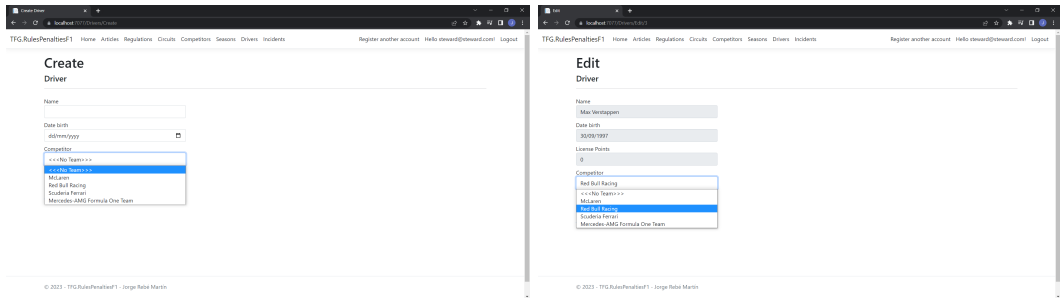 Create Driver
localhost:7077/Drivers/Create
TFG.RulesPenaltiesF1 Home Articles Regulations Circuits Competitors Seasons Drivers Incidents Register another account Hello steward@steward.com! Logout
Create
Driver
Name
Date birth
dd/mm/yyyy
Competitor
<<<No Team>>>
<<<No Team>>>
McLaren
Red Bull Racing
Scuderia Ferrari
Mercedes-AMG Formula One Team
© 2023 - TFG.RulesPenaltiesF1 - Jorge Rebé Martín
Edit
localhost:7077/Drivers/Edit/3
TFG.RulesPenaltiesF1 Home Articles Regulations Circuits Competitors Seasons Drivers Incidents Register another account Hello steward@steward.com! Logout
Edit
Driver
Name
Max Verstappen
Date birth
30/09/1997
License Points
0
Competitor
Red Bull Racing
<<<No Team>>>
McLaren
Red Bull Racing
Scuderia Ferrari
Mercedes-AMG Formula One Team
© 2023 - TFG.RulesPenaltiesF1 - Jorge Rebé Martín